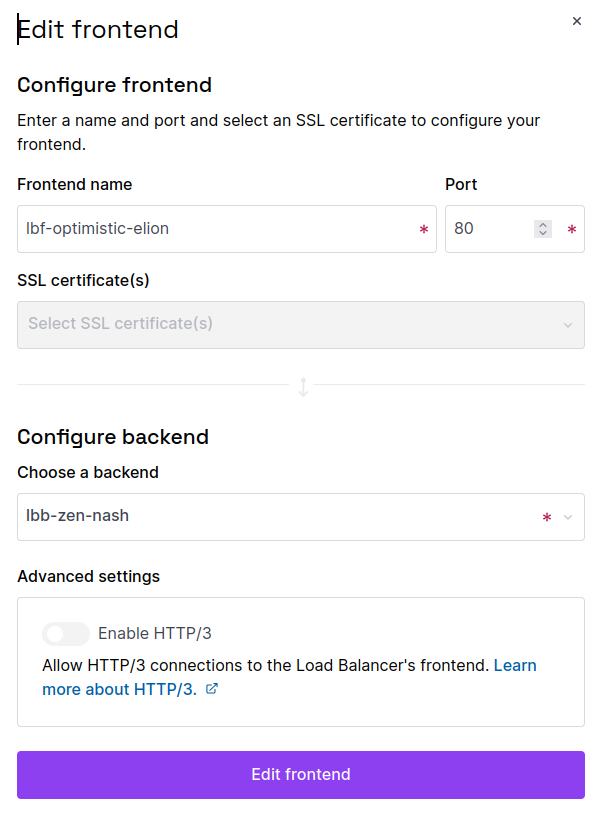 Edit frontend
Configure frontend
Enter a name and port and select an SSL certificate to configure your
frontend.
Frontend name
Port
lbf-optimistic-elion *
80 *
SSL certificate(s)
Select SSL certificate(s)
Configure backend
Choose a backend
lbb-zen-nash *
Advanced settings
Enable HTTP/3
Allow HTTP/3 connections to the Load Balancer's frontend. Learn
more about HTTP/3.
Edit frontend